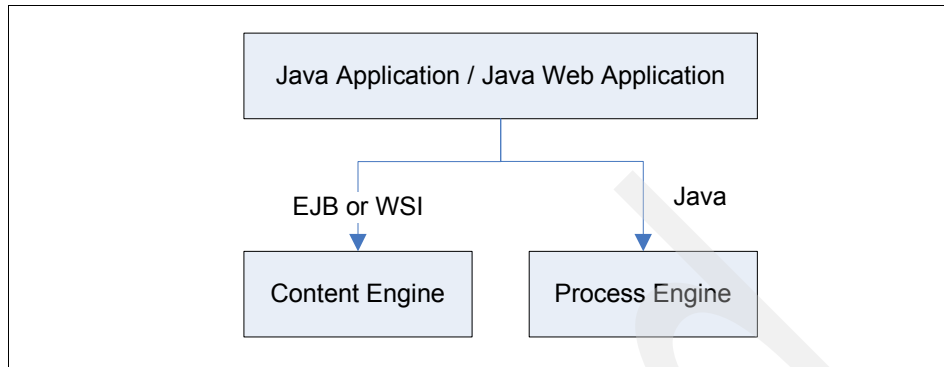 Java Application / Java Web Application
EJB or WSI
Java
Content Engine
Process Engine